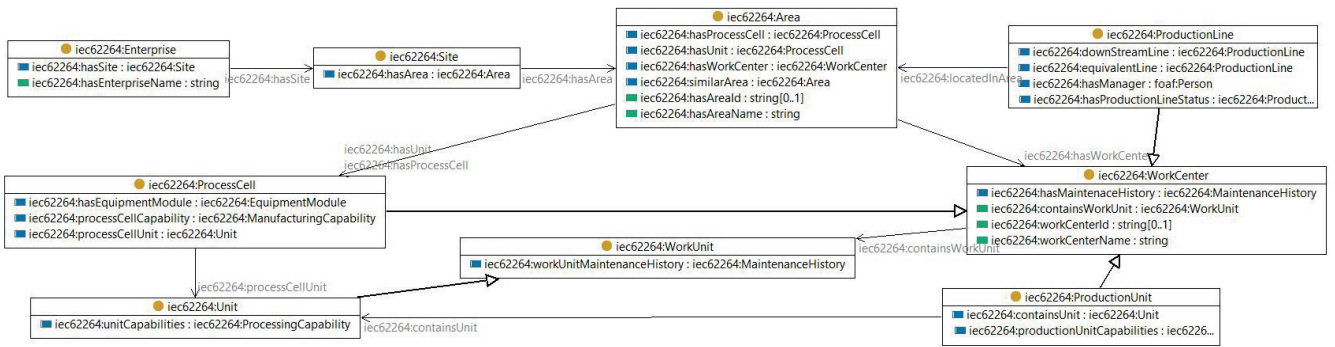 iec62264:Enterprise
iec62264:hasSite : iec62264:Site
iec62264:hasEnterpriseName : string
iec62264:hasSite
iec62264:Site
iec62264:hasArea : iec62264:Area
iec62264:hasArea
iec62264:Area
iec62264:hasProcessCell : iec62264:ProcessCell
iec62264:hasUnit : iec62264:ProcessCell
iec62264:hasWorkCenter : iec62264:WorkCenter
iec62264:similarArea : iec62264:Area
iec62264:hasAreaId : string[0..1]
iec62264:hasAreaName : string
iec62264:locatedInArea
iec62264:ProductionLine
iec62264:downStreamLine : iec62264:ProductionLine
iec62264:equivalentLine : iec62264:ProductionLine
iec62264:hasManager : foaf:Person
iec62264:hasProductionLineStatus : iec62264:Product...
iec62264:hasUnit
iec62264:hasProcessCell
iec62264:hasWorkCenter
iec62264:ProcessCell
iec62264:hasEquipmentModule : iec62264:EquipmentModule
iec62264:processCellCapability : iec62264:ManufacturingCapability
iec62264:processCellUnit : iec62264:Unit
iec62264:WorkCenter
iec62264:hasMaintenaceHistory : iec62264:MaintenanceHistory
iec62264:containsWorkUnit : iec62264:WorkUnit
iec62264:workCenterId : string[0..1]
iec62264:workCenterName : string
iec62264:WorkUnit
iec62264:workUnitMaintenanceHistory : iec62264:MaintenanceHistory
iec62264:containsWorkUnit
iec62264:processCellUnit
iec62264:Unit
iec62264:unitCapabilities : iec62264:ProcessingCapability
iec62264:containsUnit
iec62264:ProductionUnit
iec62264:containsUnit : iec62264:Unit
iec62264:productionUnitCapabilities : iec6226...